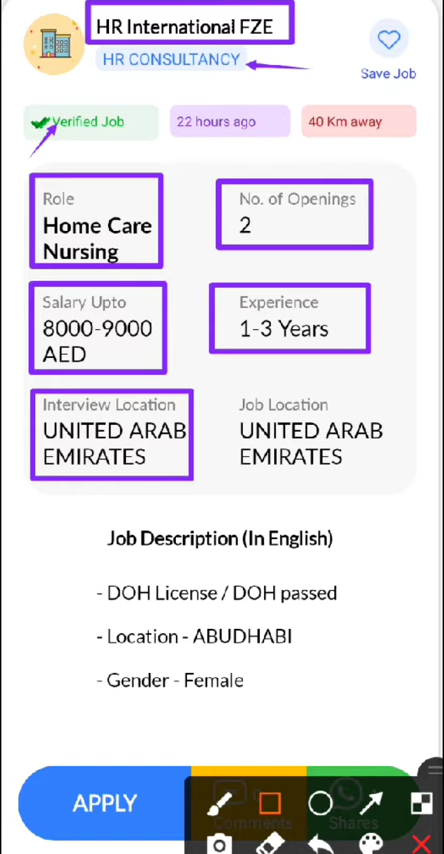 HR International FZE
HR CONSULTANCY
Save Job
Verified Job
22 hours ago
40 Km away
Role
Home Care
Nursing
No. of Openings
2
Salary Upto
8000-9000
AED
Experience
1-3 Years
Interview Location
UNITED ARAB
EMIRATES
Job Location
UNITED ARAB
EMIRATES
Job Description (In English)
- DOH License / DOH passed
- Location - ABUDHABI
- Gender - Female
APPLY
Comments
Shares